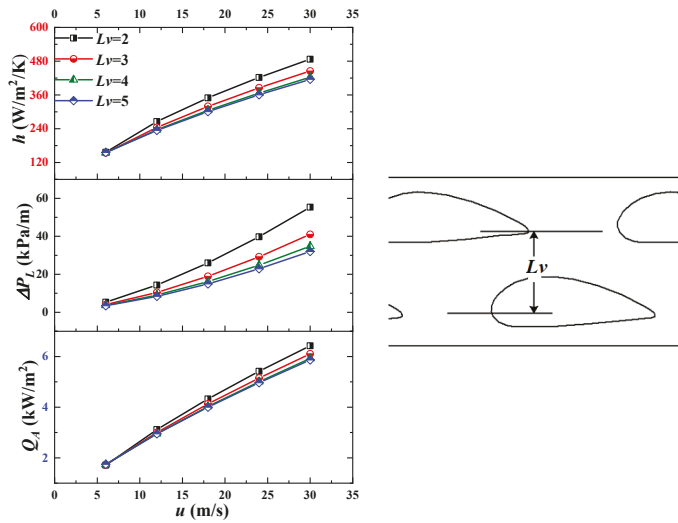 0 5 10 15 20 25 30 35
600
480
360
240
120
h (W/m²/K)
Lv=2
Lv=3
Lv=4
Lv=5
60
40
20
0
ΔP_L (kPa/m)
6
4
2
Q_A (kW/m²)
0 5 10 15 20 25 30 35
u (m/s)
Lv